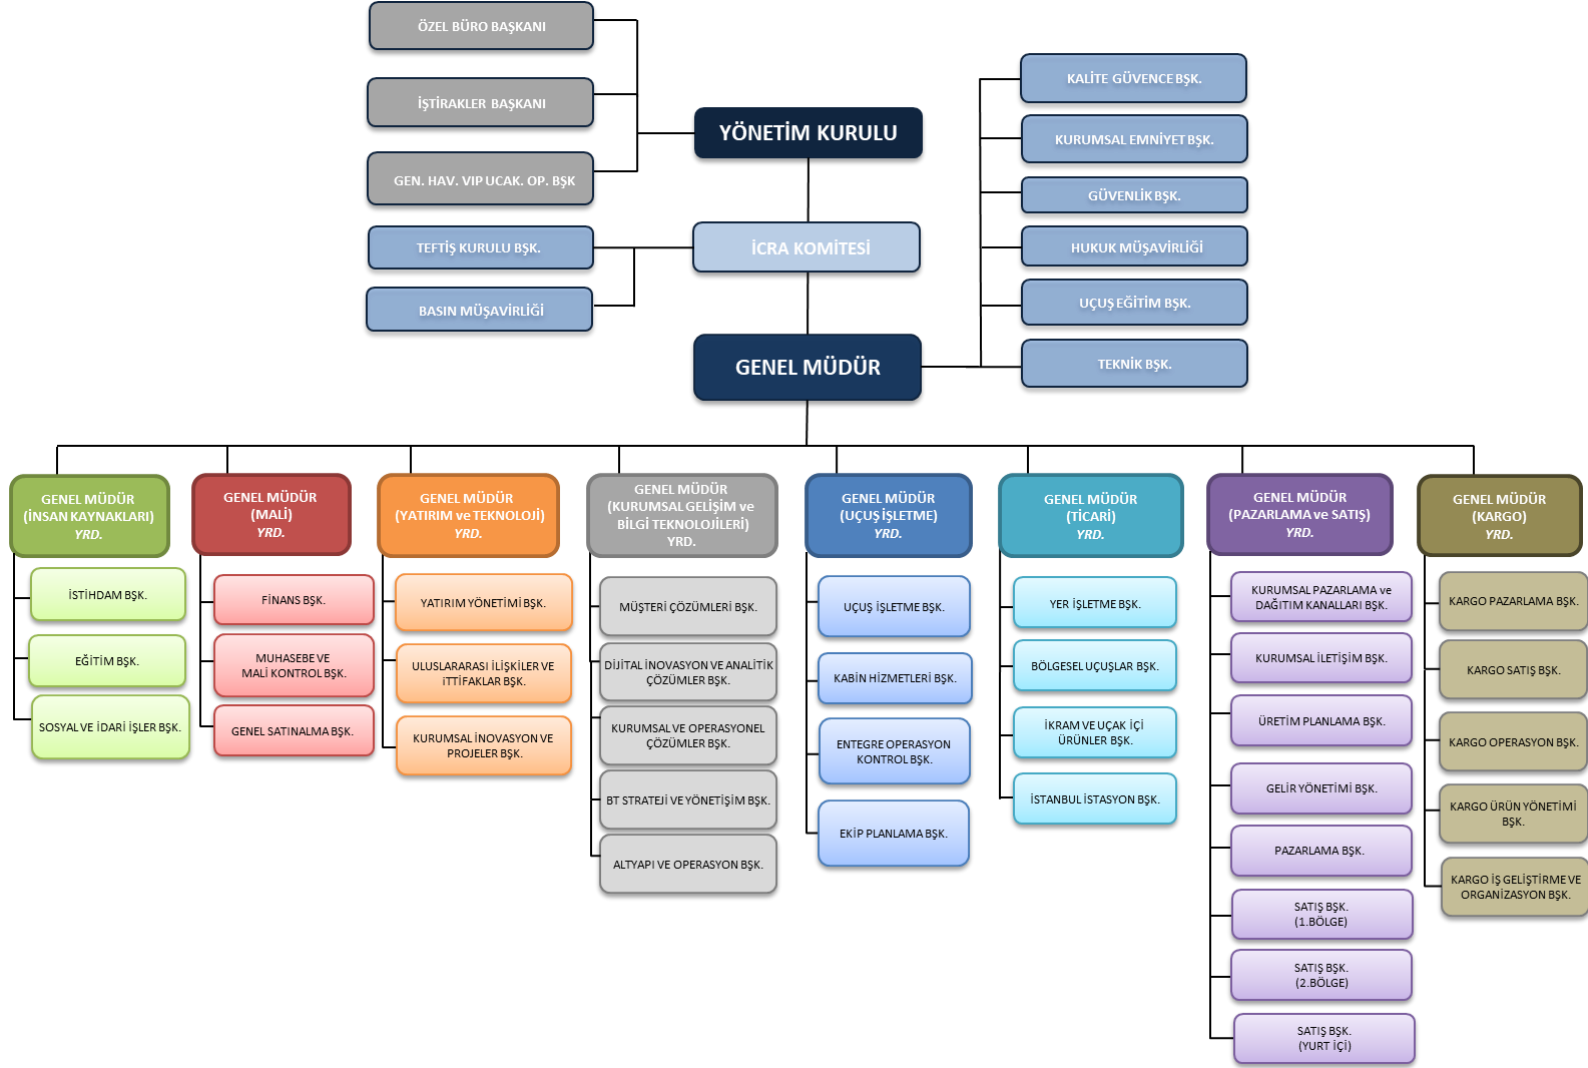 ÖZEL BÜRO BAŞKANI
İŞTİRAKLER BAŞKANI
GEN. HAV. VIP UCAK. OP. BŞK
YÖNETİM KURULU
TEFTİŞ KURULU BŞK.
BASIN MÜŞAVİRLİĞİ
İCRA KOMİTESİ
GENEL MÜDÜR
KALİTE GÜVENCE BŞK.
KURUMSAL EMNİYET BŞK.
GÜVENLİK BŞK.
HUKUK MÜŞAVİRLİĞİ
UÇUŞ EĞİTİM BŞK.
TEKNİK BŞK.
GENEL MÜDÜR
(İNSAN KAYNAKLARI)
YRD.
İSTİHDAM BŞK.
EĞİTİM BŞK.
SOSYAL VE İDARİ İŞLER BŞK.
GENEL MÜDÜR
(MALİ)
YRD.
FİNANS BŞK.
MUHASEBE VE
MALİ KONTROL BŞK.
GENEL SATINALMA BŞK.
GENEL MÜDÜR
(YATIRIM ve TEKNOLOJİ)
YRD.
YATIRIM YÖNETİMİ BŞK.
ULUSLARARASI İLİŞKİLER VE
iTTİFAKLAR BŞK.
KURUMSAL İNOVASYON VE
PROJELER BŞK.
GENEL MÜDÜR
(KURUMSAL GELİŞİM ve
BİLGİ TEKNOLOJİLERİ)
YRD.
MÜŞTERİ ÇÖZÜMLERİ BŞK.
DİJİTAL İNOVASYON VE ANALİTİK
ÇÖZÜMLER BŞK.
KURUMSAL VE OPERASYONEL
ÇÖZÜMLER BŞK.
BT STRATEJİ VE YÖNETİŞİM BŞK.
ALTYAPI VE OPERASYON BŞK.
GENEL MÜDÜR
(UÇUŞ İŞLETME)
YRD.
UÇUŞ İŞLETME BŞK.
KABİN HİZMETLERİ BŞK.
ENTEGRE OPERASYON
KONTROL BŞK.
EKİP PLANLAMA BŞK.
GENEL MÜDÜR
(TİCARİ)
YRD.
YER İŞLETME BŞK.
BÖLGESEL UÇUŞLAR BŞK.
İKRAM VE UÇAK İÇİ
ÜRÜNLER BŞK.
İSTANBUL İSTASYON BŞK.
GENEL MÜDÜR
(PAZARLAMA ve SATIŞ)
YRD.
KURUMSAL PAZARLAMA ve
DAĞITIM KANALLARI BŞK.
KURUMSAL İLETİŞİM BŞK.
ÜRETİM PLANLAMA BŞK.
GELİR YÖNETİMİ BŞK.
PAZARLAMA BŞK.
SATIŞ BŞK.
(1.BÖLGE)
SATIŞ BŞK.
(2.BÖLGE)
SATIŞ BŞK.
(YURT İÇİ)
GENEL MÜDÜR
(KARGO)
YRD.
KARGO PAZARLAMA BŞK.
KARGO SATIŞ BŞK.
KARGO OPERASYON BŞK.
KARGO ÜRÜN YÖNETİMİ
BŞK.
KARGO İŞ GELİŞTİRME VE
ORGANİZASYON BŞK.